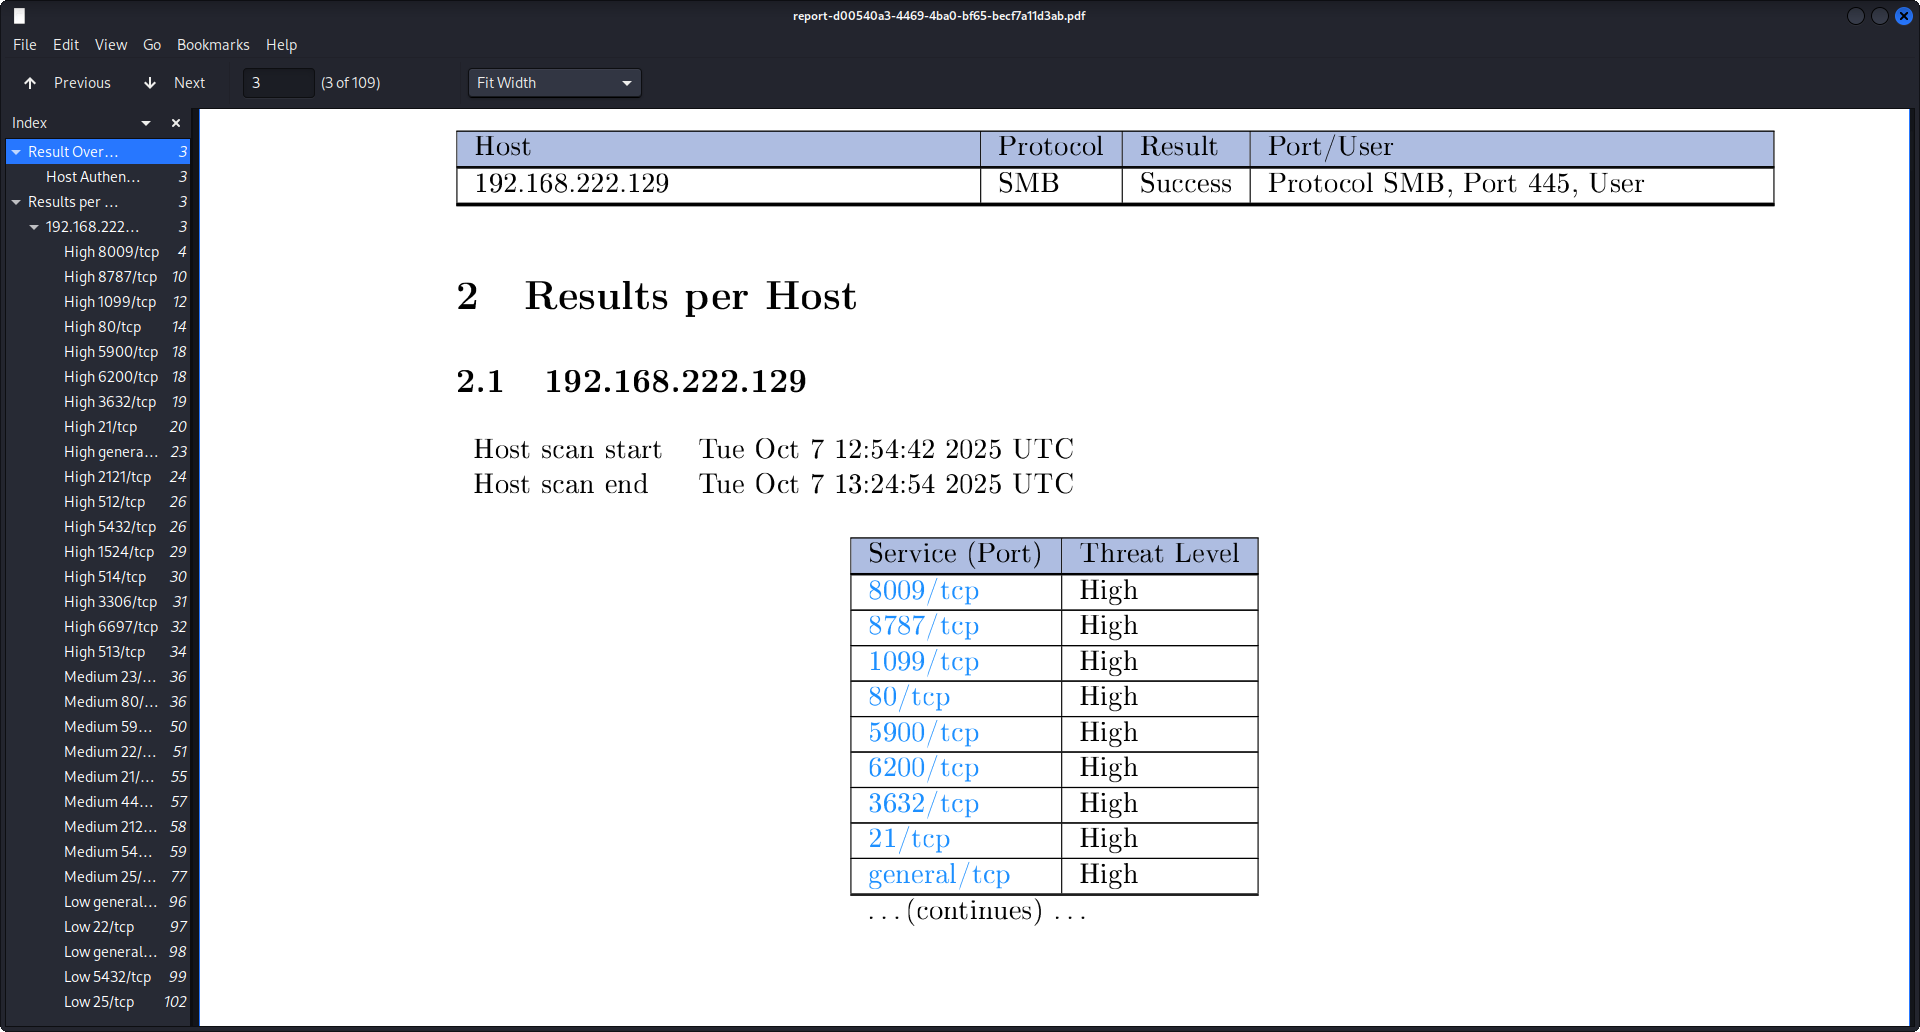 report-d00540a3-4469-4ba0-bf65-becf7a11d3ab.pdf
File Edit View Go Bookmarks Help
Previous Next 3 (3 of 109) Fit Width
Index
Result Over... 3
Host Authen... 3
Results per ... 3
192.168.222... 3
High 8009/tcp 4
High 8787/tcp 10
High 1099/tcp 12
High 80/tcp 14
High 5900/tcp 18
High 6200/tcp 18
High 3632/tcp 19
High 21/tcp 20
High genera... 23
High 2121/tcp 24
High 512/tcp 26
High 5432/tcp 26
High 1524/tcp 29
High 514/tcp 30
High 3306/tcp 31
High 6697/tcp 32
High 513/tcp 34
Medium 23/... 36
Medium 80/... 36
Medium 59... 50
Medium 22/... 51
Medium 21/... 55
Medium 44... 57
Medium 212... 58
Medium 54... 59
Medium 25/... 77
Low general... 96
Low 22/tcp 97
Low general... 98
Low 5432/tcp 99
Low 25/tcp 102
Host Protocol Result Port/User
192.168.222.129 SMB Success Protocol SMB, Port 445, User
2 Results per Host
2.1 192.168.222.129
Host scan start Tue Oct 7 12:54:42 2025 UTC
Host scan end Tue Oct 7 13:24:54 2025 UTC
Service (Port) Threat Level
8009/tcp High
8787/tcp High
1099/tcp High
80/tcp High
5900/tcp High
6200/tcp High
3632/tcp High
21/tcp High
general/tcp High
...(continues) ...